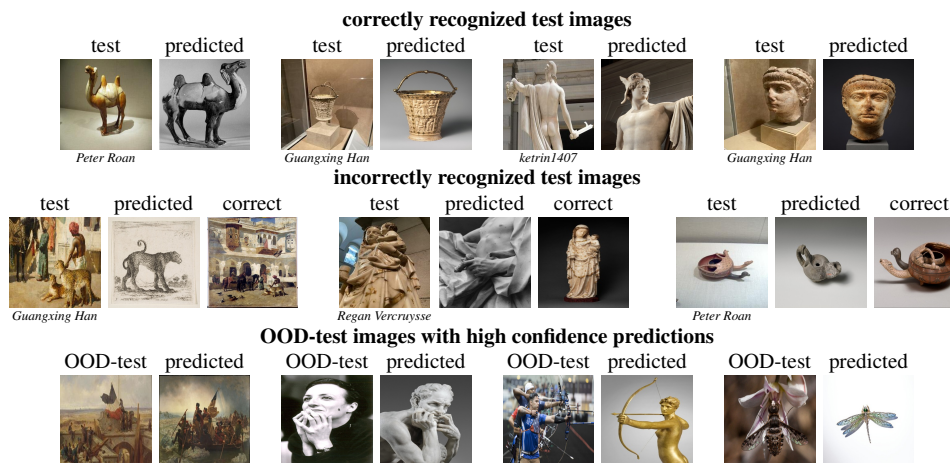 correctly recognized test images
test predicted test predicted test predicted test predicted
Peter Roan Guangxing Han ketrin1407 Guangxing Han
incorrectly recognized test images
test predicted correct test predicted correct test predicted correct
Guangxing Han Regan Vercruysse Peter Roan
OOD-test images with high confidence predictions
OOD-test predicted OOD-test predicted OOD-test predicted OOD-test predicted